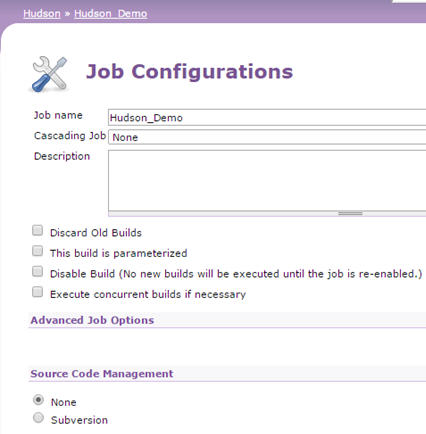 Hudson » Hudson_Demo
Job Configurations
Job name Hudson_Demo
Cascading Job None
Description
Discard Old Builds
This build is parameterized
Disable Build (No new builds will be executed until the job is re-enabled.)
Execute concurrent builds if necessary
Advanced Job Options
Source Code Management
None
Subversion